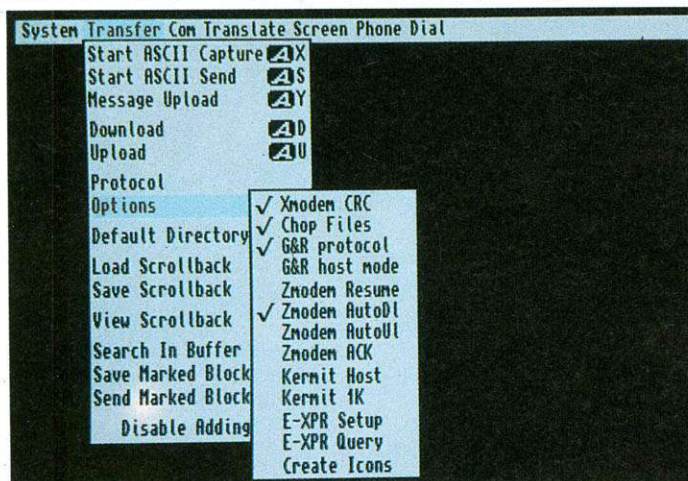 System Transfer Com Translate Screen Phone Dial
Start ASCII Capture A X
Start ASCII Send A S
Message Upload A Y
Download A D
Upload A U
Protocol
Options
Default Directory
Load Scrollback
Save Scrollback
View Scrollback
Search In Buffer
Save Marked Block
Send Marked Block
Disable Adding
✓ Xmodem CRC
✓ Chop Files
✓ G&R protocol
G&R host mode
Zmodem Resume
✓ Zmodem AutoDl
Zmodem AutoUl
Zmodem ACK
Kermit Host
Kermit 1K
E-XPR Setup
E-XPR Query
Create Icons